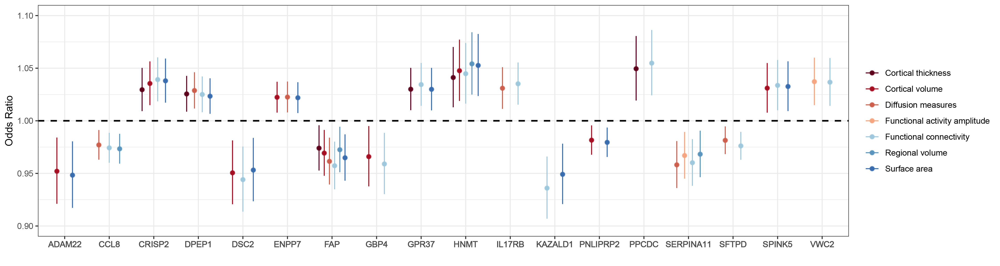 Odds Ratio
1.10
1.05
1.00
0.95
0.90
ADAM22 CCL8 CRISP2 DPEP1 DSC2 ENPP7 FAP GBP4 GPR37 HNMT IL17RB KAZALD1 PNLIPRP2 PPCDC SERPINA11 SFTPD SPINK5 VWC2
Cortical thickness
Cortical volume
Diffusion measures
Functional activity amplitude
Functional connectivity
Regional volume
Surface area